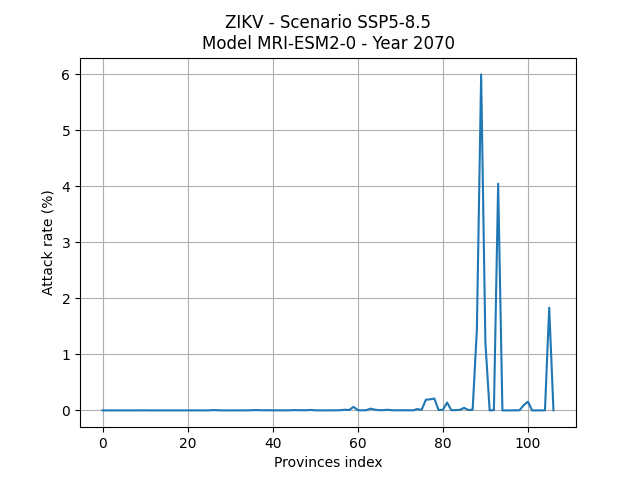 ZIKV - Scenario SSP5-8.5
Model MRI-ESM2-0 - Year 2070
6
5
4
3
2
1
0
Attack rate (%)
0 20 40 60 80 100
Provinces index